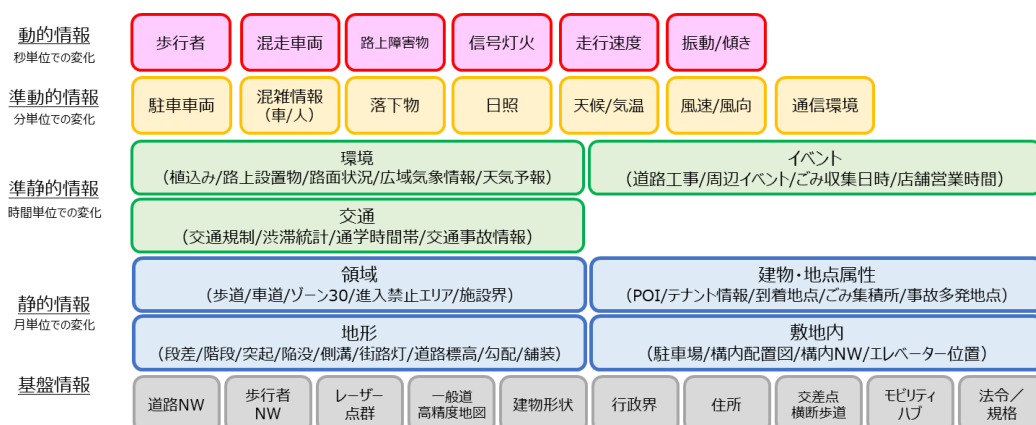 動的情報
秒単位での変化
歩行者
混走車両
路上障害物
信号灯火
走行速度
振動/傾き
準動的情報
分単位での変化
駐車車両
混雑情報
（車/人）
落下物
日照
天候/気温
風速/風向
通信環境
準静的情報
時間単位での変化
環境
（植込み/路上設置物/路面状況/広域気象情報/天気予報）
イベント
（道路工事/周辺イベント/ごみ収集日時/店舗営業時間）
交通
（交通規制/渋滞統計/通学時間帯/交通事故情報）
静的情報
月単位での変化
領域
（歩道/車道/ゾーン30/進入禁止エリア/施設界）
建物・地点属性
（POI/テナント情報/到着地点/ごみ集積所/事故多発地点）
地形
（段差/階段/突起/陥没/側溝/街路灯/道路標高/勾配/舗装）
敷地内
（駐車場/構内配置図/構内NW/エレベーター位置）
基盤情報
道路NW
歩行者
NW
レーザー
点群
一般道
高精度地図
建物形状
行政界
住所
交差点
横断歩道
モビリティ
ハブ
法令／
規格